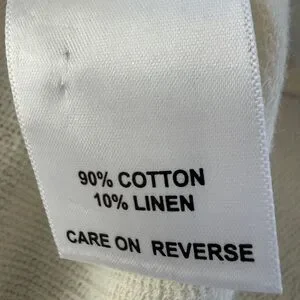 90% COTTON
10% LINEN
CARE ON REVERSE